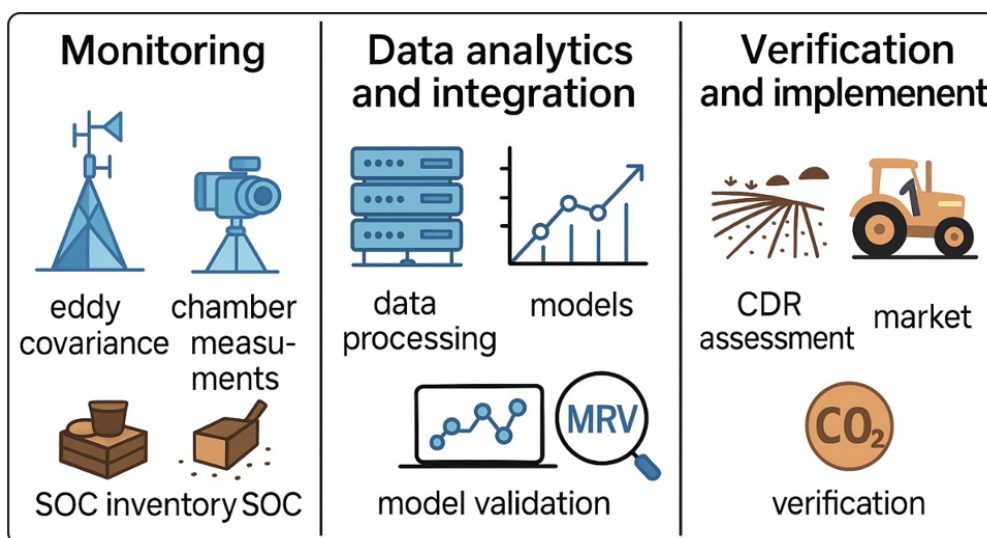 Monitoring
eddy
covariance
chamber
measu-
ments
SOC inventory SOC
Data analytics
and integration
data
processing
models
MRV
model validation
Verification
and implemenent
CDR
assessment
market
CO₂
verification